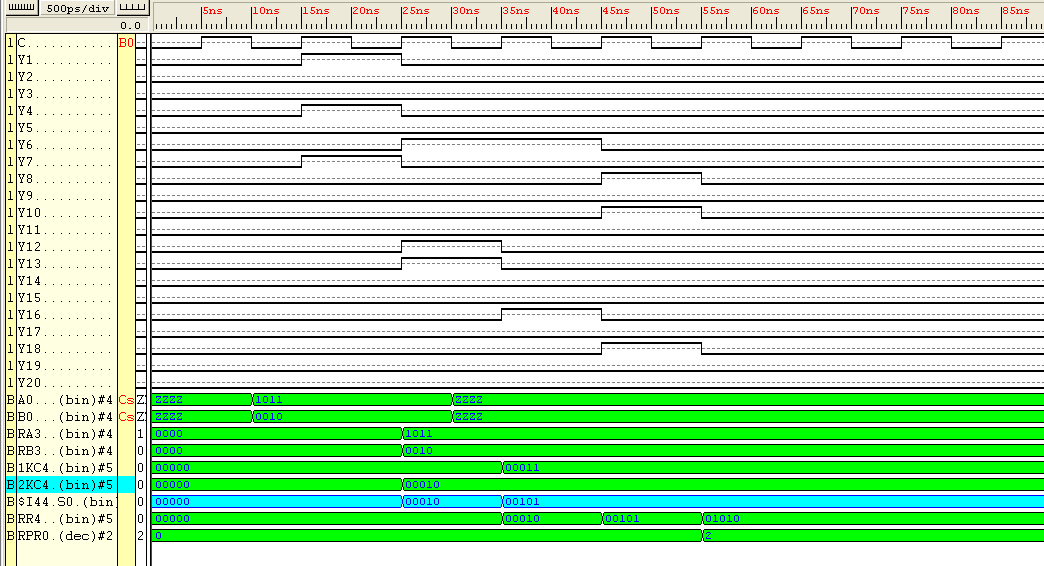 500ps/div
0.0
5ns 10ns 15ns 20ns 25ns 30ns 35ns 40ns 45ns 50ns 55ns 60ns 65ns 70ns 75ns 80ns 85ns
1 C.......... B0
1 Y1.........
1 Y2.........
1 Y3.........
1 Y4.........
1 Y5.........
1 Y6.........
1 Y7.........
1 Y8.........
1 Y9.........
1 Y10........
1 Y11........
1 Y12........
1 Y13........
1 Y14........
1 Y15........
1 Y16........
1 Y17........
1 Y18........
1 Y19........
1 Y20........
B A0...(bin)#4 Cs Z ZZZZ 1011 ZZZZ
B B0...(bin)#4 Cs Z ZZZZ 0010 ZZZZ
B RA3..(bin)#4 1 0000 1011
B RB3..(bin)#4 0 0000 0010
B 1KC4.(bin)#5 0 00000 00011
B 2KC4.(bin)#5 0 00000 00010
B $I44.S0.(bin) 0 00000 00010 00101
B RR4..(bin)#5 0 00000 00010 00101 01010
B RPR0.(dec)#2 2 0 2